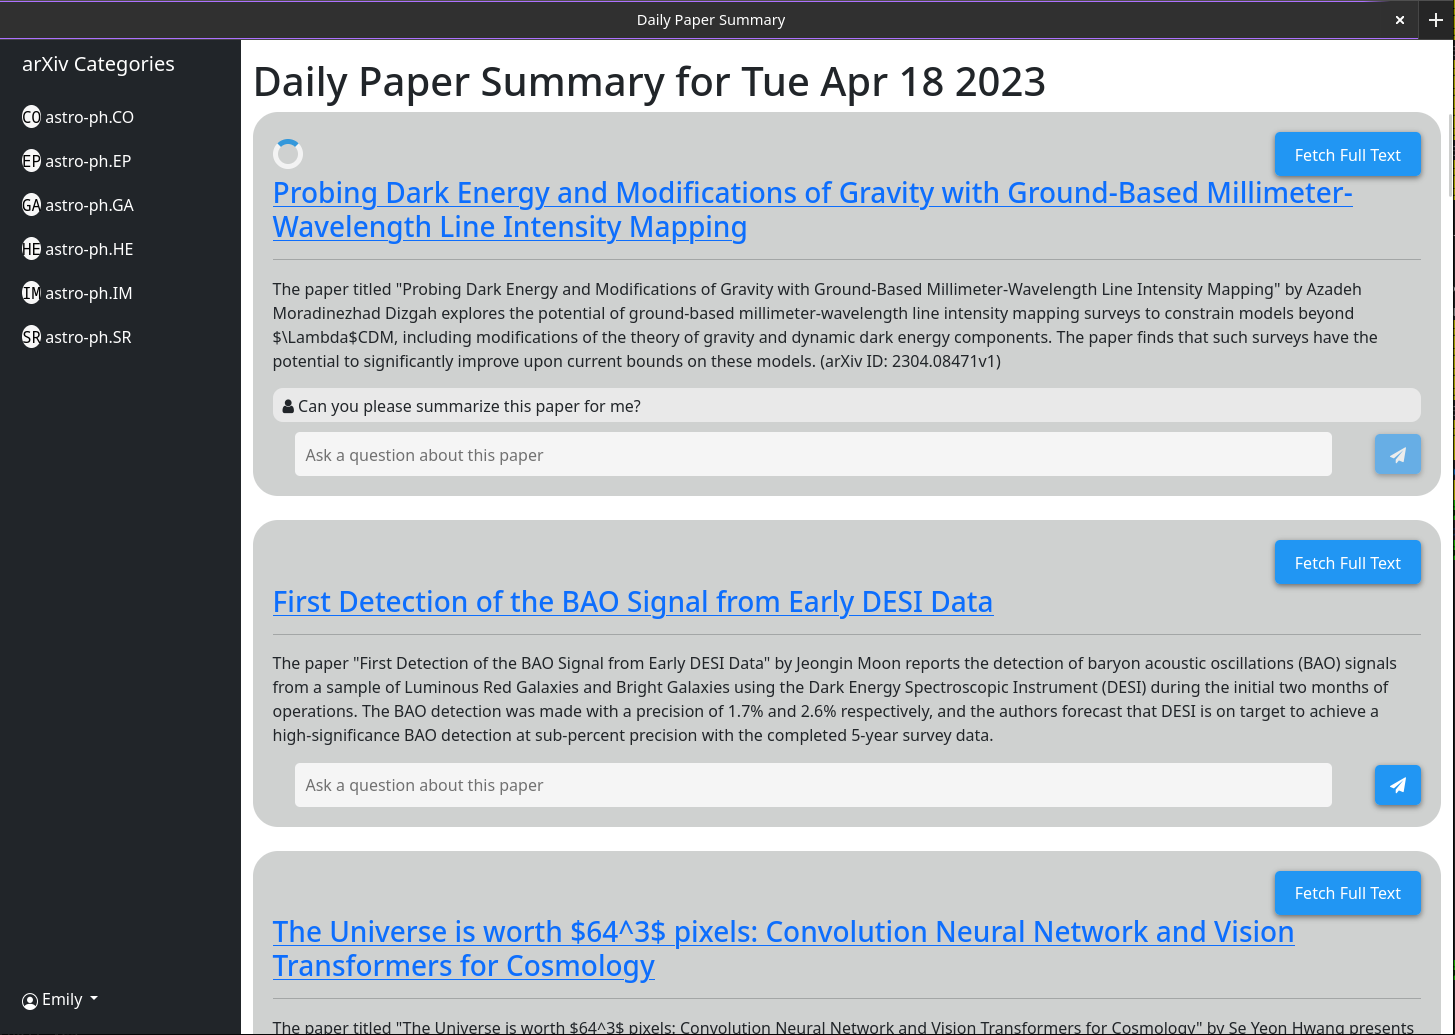 Daily Paper Summary
arXiv Categories
CO astro-ph.CO
EP astro-ph.EP
GA astro-ph.GA
HE astro-ph.HE
IM astro-ph.IM
SR astro-ph.SR
Emily
Daily Paper Summary for Tue Apr 18 2023
Fetch Full Text
Probing Dark Energy and Modifications of Gravity with Ground-Based Millimeter-
Wavelength Line Intensity Mapping
The paper titled "Probing Dark Energy and Modifications of Gravity with Ground-Based Millimeter-Wavelength Line Intensity Mapping" by Azadeh
Moradinezhad Dizgah explores the potential of ground-based millimeter-wavelength line intensity mapping surveys to constrain models beyond
$\Lambda$CDM, including modifications of the theory of gravity and dynamic dark energy components. The paper finds that such surveys have the
potential to significantly improve upon current bounds on these models. (arXiv ID: 2304.08471v1)
Can you please summarize this paper for me?
Ask a question about this paper
Fetch Full Text
First Detection of the BAO Signal from Early DESI Data
The paper "First Detection of the BAO Signal from Early DESI Data" by Jeongin Moon reports the detection of baryon acoustic oscillations (BAO) signals
from a sample of Luminous Red Galaxies and Bright Galaxies using the Dark Energy Spectroscopic Instrument (DESI) during the initial two months of
operations. The BAO detection was made with a precision of 1.7% and 2.6% respectively, and the authors forecast that DESI is on target to achieve a
high-significance BAO detection at sub-percent precision with the completed 5-year survey data.
Ask a question about this paper
Fetch Full Text
The Universe is worth $64^3$ pixels: Convolution Neural Network and Vision
Transformers for Cosmology
The paper titled "The Universe is worth $64^3$ pixels: Convolution Neural Network and Vision Transformers for Cosmology" by Se Yeon Hwang presents